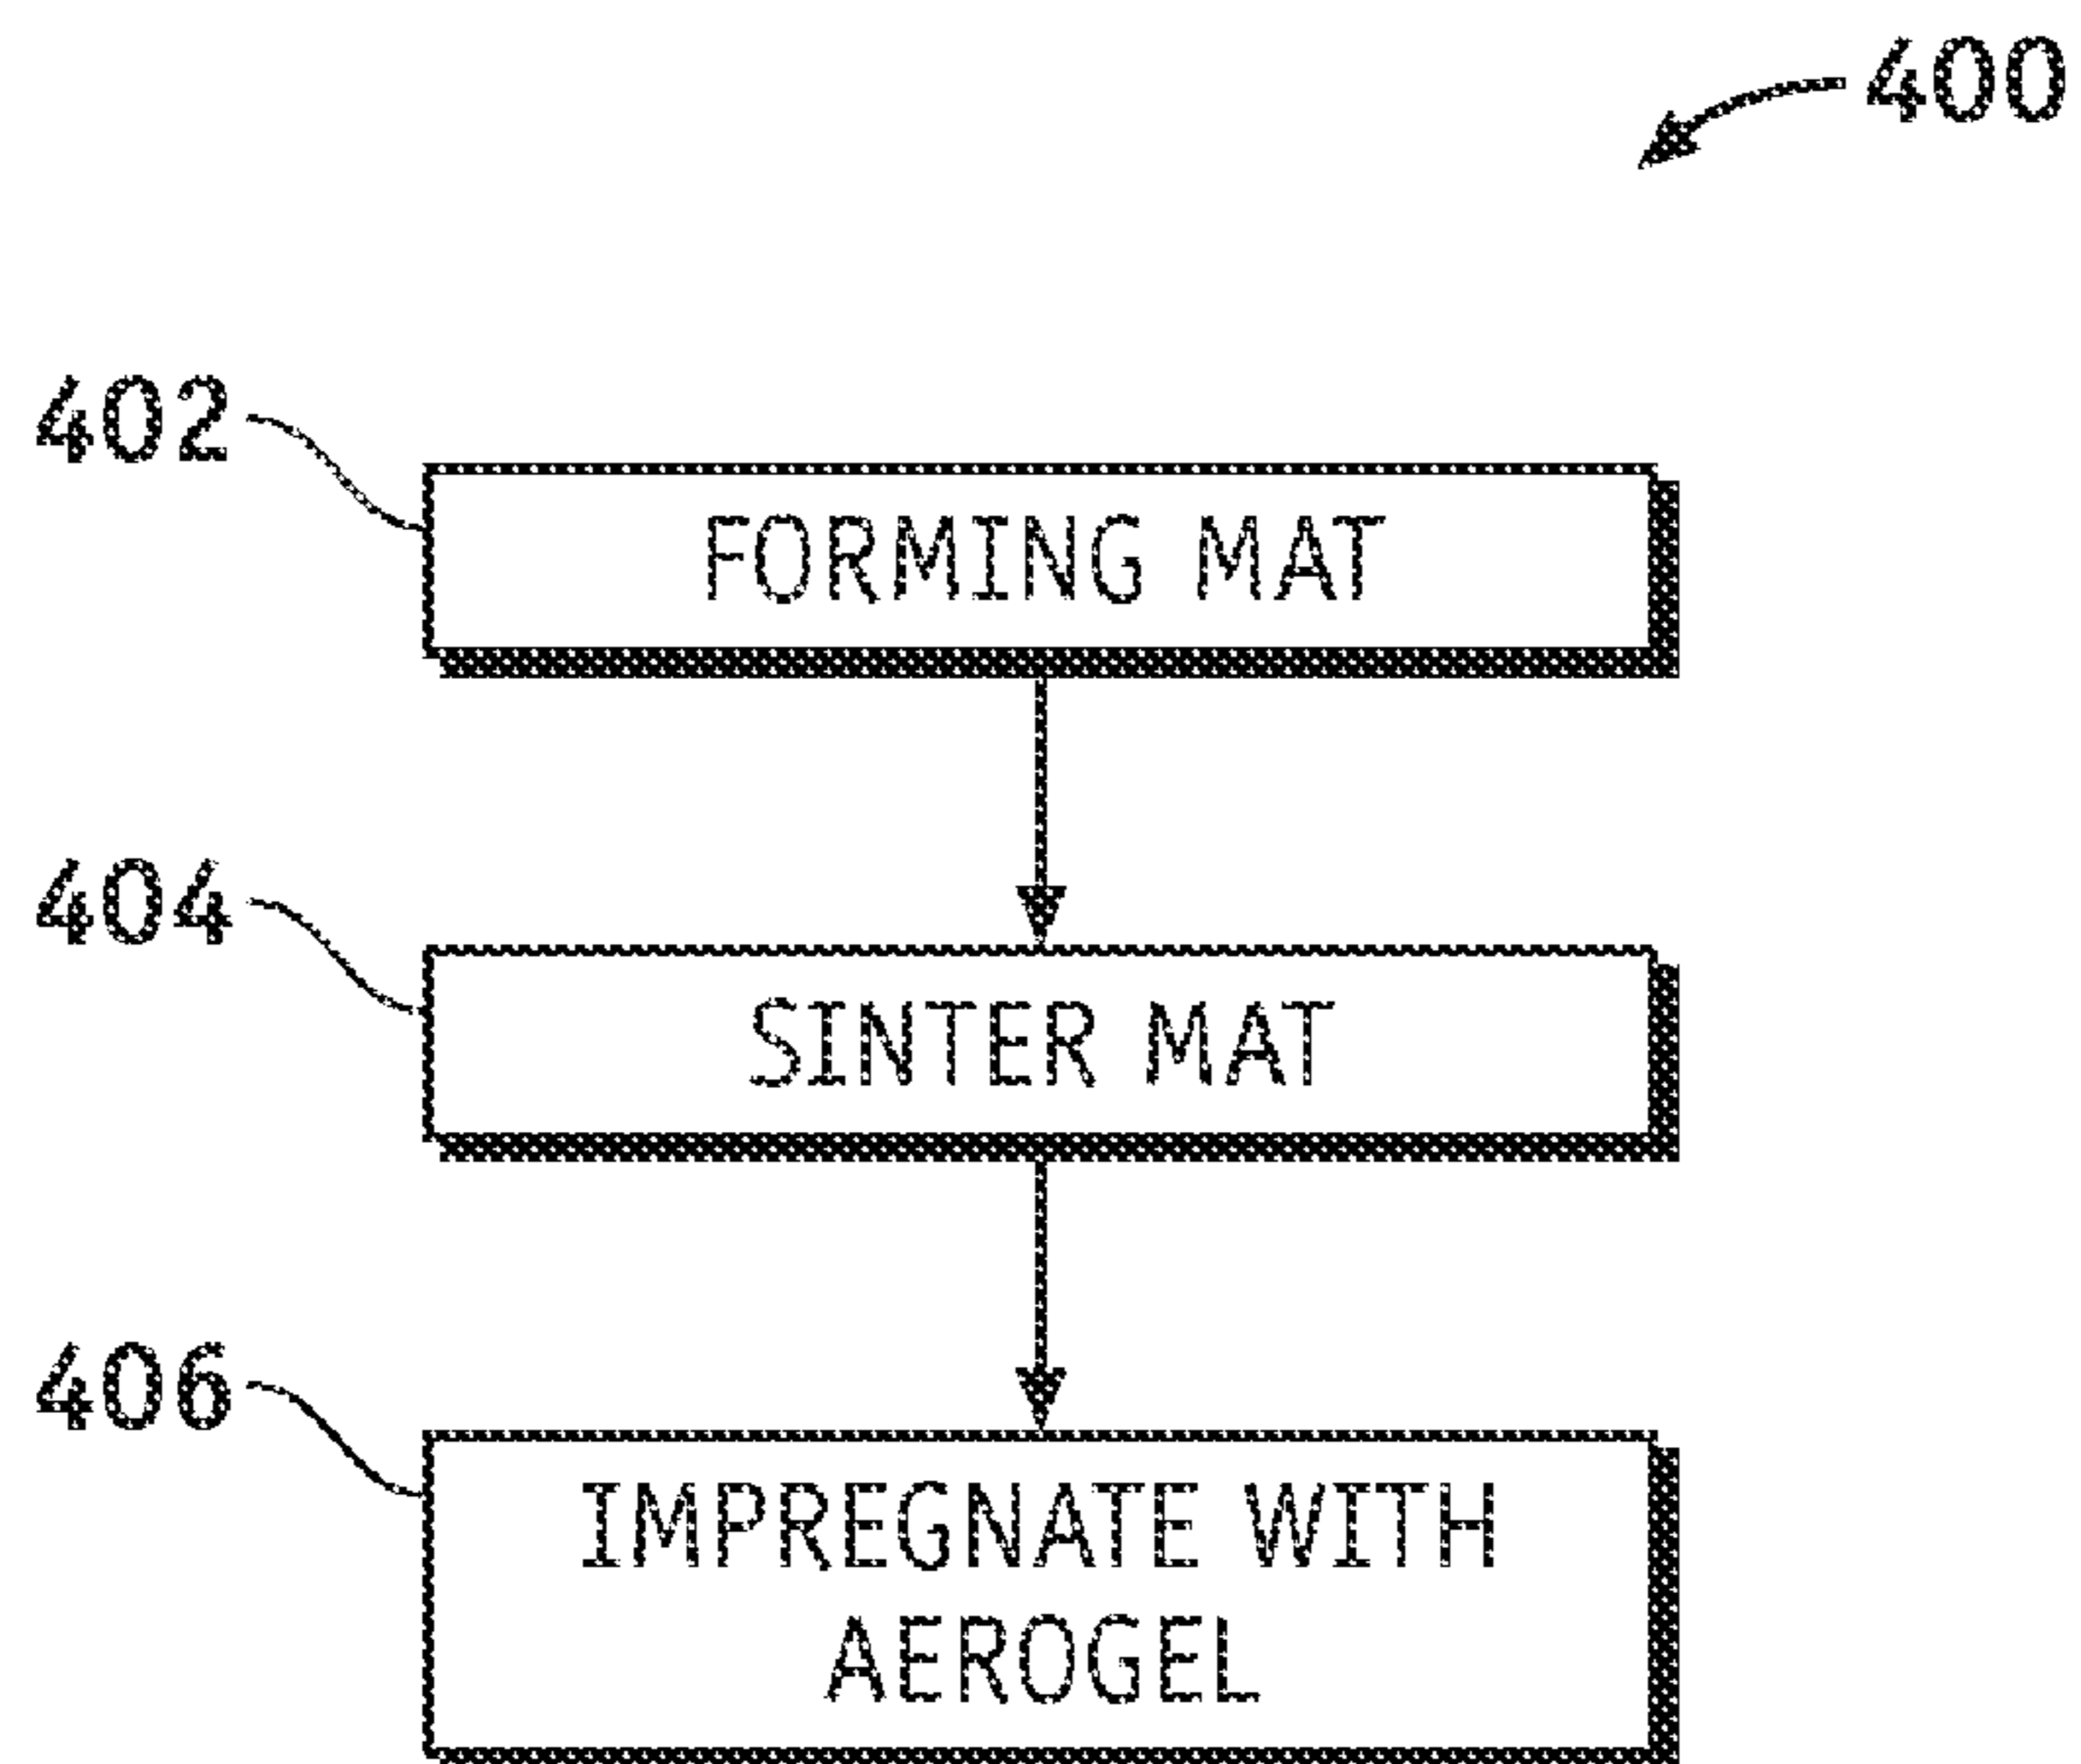 400
402
FORMING MAT
404
SINTER MAT
406
IMPREGNATE WITH
AEROGEL